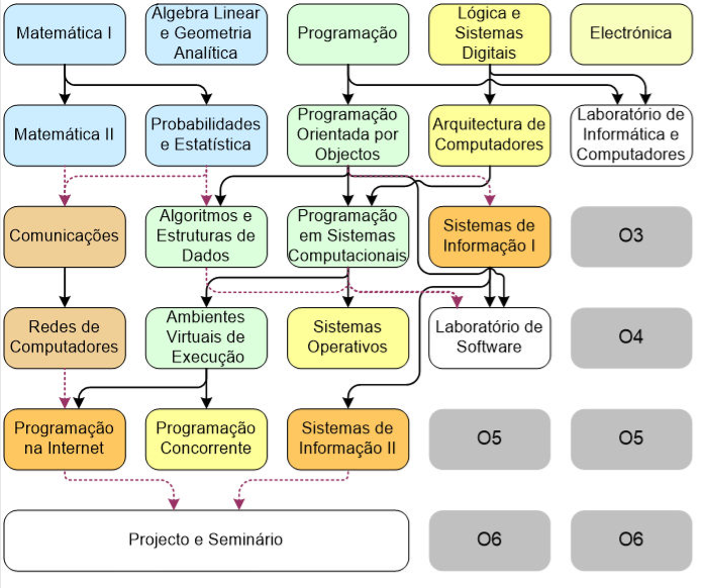 Matemática I
Álgebra Linear
e Geometria
Analítica
Programação
Lógica e
Sistemas
Digitais
Electrónica
Matemática II
Probabilidades
e Estatística
Programação
Orientada por
Objectos
Arquitectura de
Computadores
Laboratório de
Informática e
Computadores
Comunicações
Algoritmos e
Estruturas de
Dados
Programação
em Sistemas
Computacionais
Sistemas de
Informação I
O3
Redes de
Computadores
Ambientes
Virtuais de
Execução
Sistemas
Operativos
Laboratório de
Software
O4
Programação
na Internet
Programação
Concorrente
Sistemas de
Informação II
O5
O5
Projecto e Seminário
O6
O6